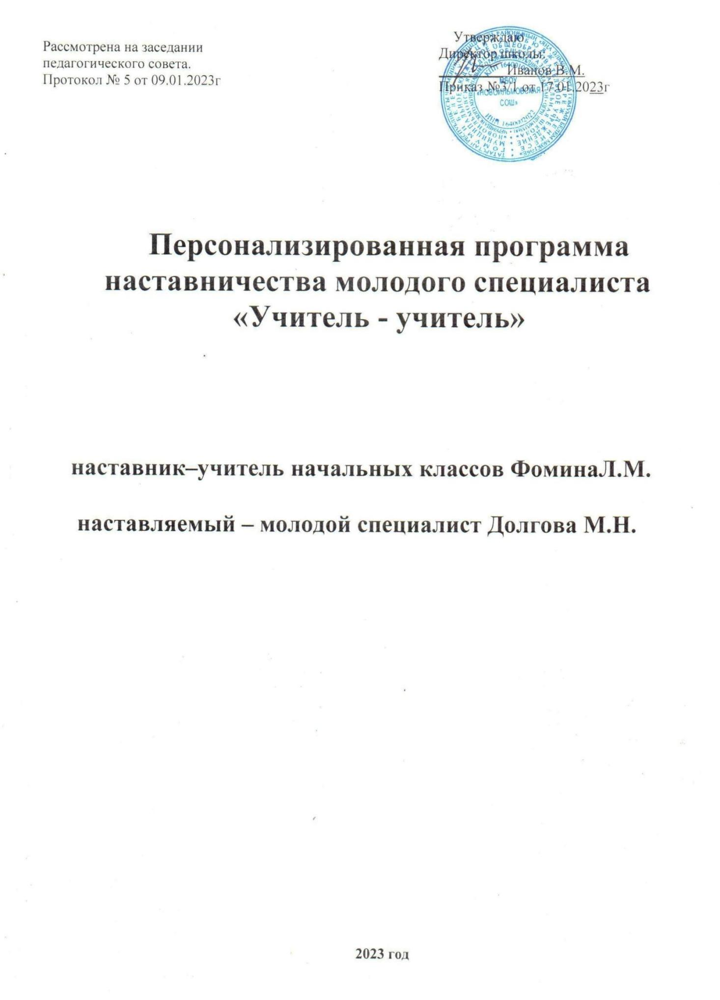 Рассмотрена на заседании
педагогического совета.
Протокол № 5 от 09.01.2023г
Утверждаю
Директор школы:
Иванов В.М.
Приказ №3/1 от 17.01.2023г
МБОУ
«НОВОИЛЬМОВСКАЯ
СОШ»
Персонализированная программа
наставничества молодого специалиста
«Учитель - учитель»
наставник–учитель начальных классов ФоминаЛ.М.
наставляемый – молодой специалист Долгова М.Н.
2023 год